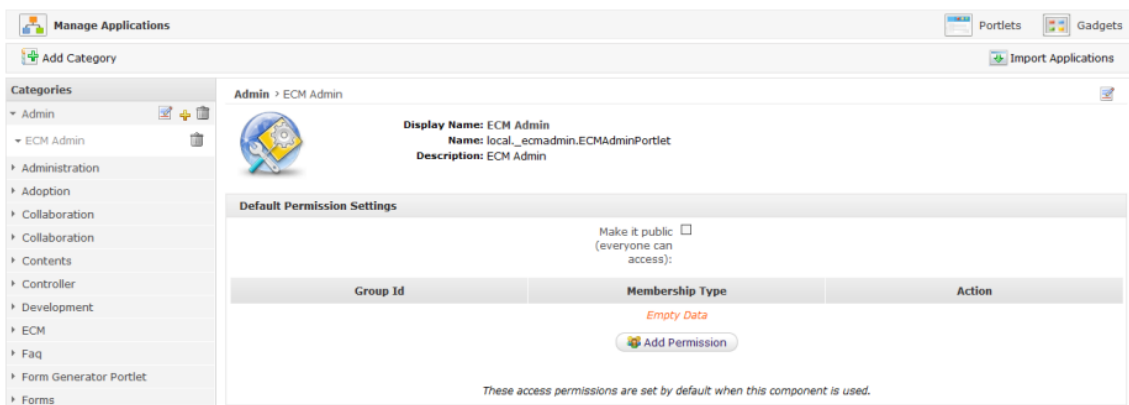 Manage Applications
Portlets
Gadgets
Add Category
Import Applications
Categories
Admin
ECM Admin
Administration
Adoption
Collaboration
Collaboration
Contents
Controller
Development
ECM
Faq
Form Generator Portlet
Forms
Admin > ECM Admin
Display Name: ECM Admin
Name: local._ecmadmin.ECMAdminPortlet
Description: ECM Admin
Default Permission Settings
Make it public
(everyone can
access):
Group Id Membership Type Action
Empty Data
Add Permission
These access permissions are set by default when this component is used.